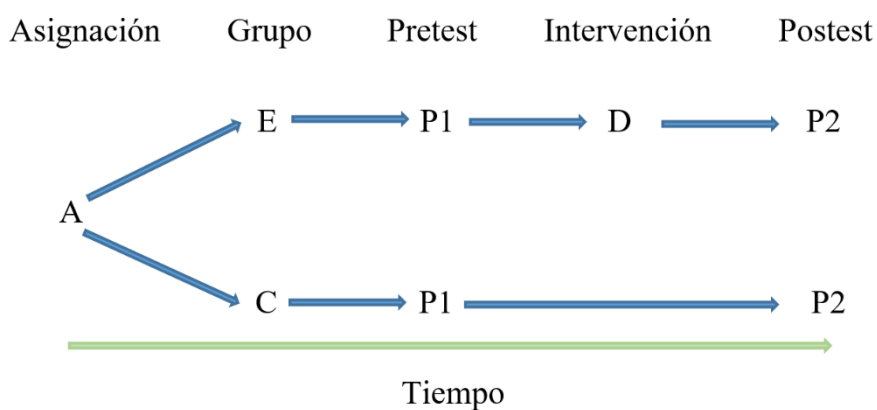 Asignación Grupo Pretest Intervención Postest
E P1 D P2
A
C P1 P2
Tiempo